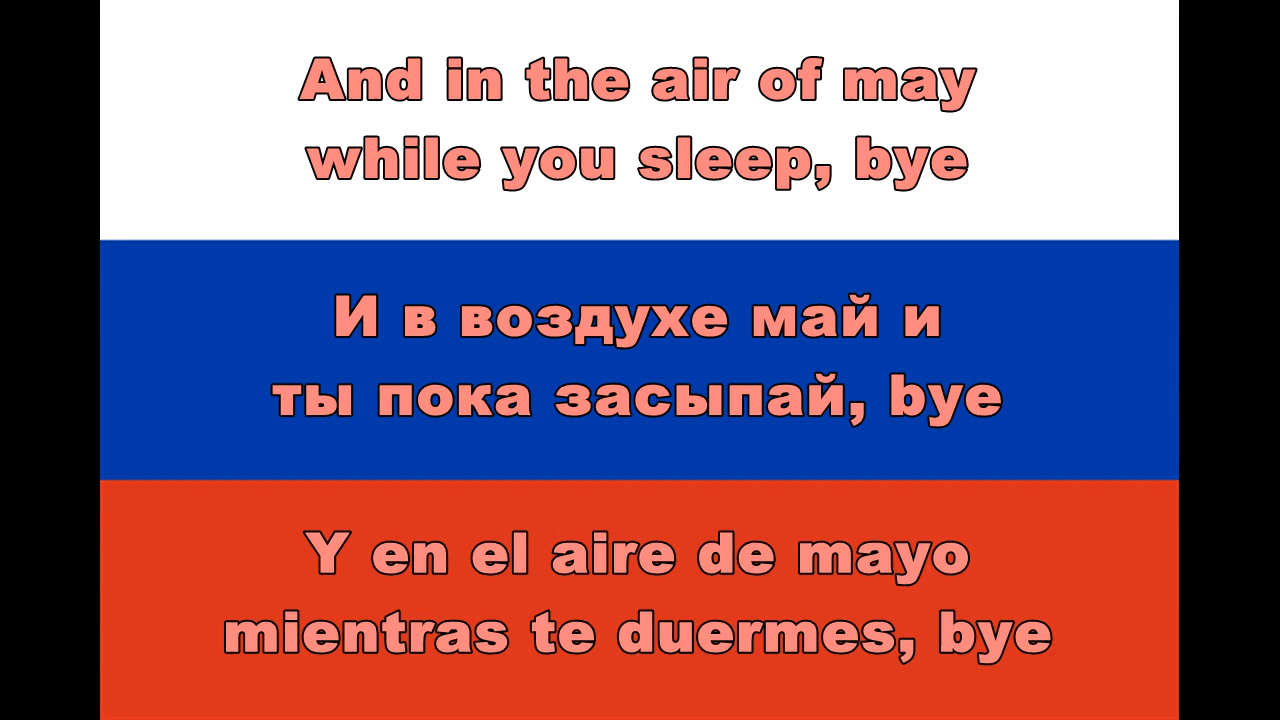 And in the air of may
while you sleep, bye
И в воздухе май и
ты пока засыпай, bye
Y en el aire de mayo
mientras te duermes, bye